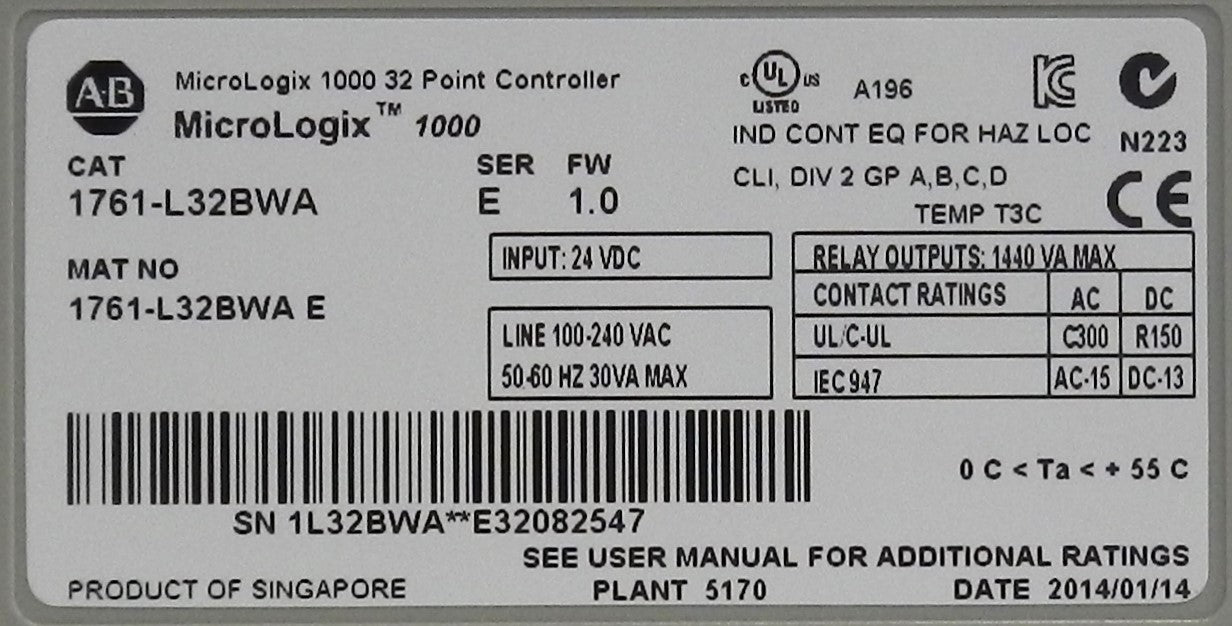 A·B
MicroLogix 1000 32 Point Controller
MicroLogix™ 1000
CAT
1761-L32BWA
SER FW
E 1.0
MAT NO
1761-L32BWA E
c UL US
LISTED
A196
IND CONT EQ FOR HAZ LOC
CLI, DIV 2 GP A,B,C,D
TEMP T3C
KC
N223
CE
INPUT: 24 VDC
LINE 100-240 VAC
50-60 HZ 30VA MAX
RELAY OUTPUTS: 1440 VA MAX
CONTACT RATINGS AC DC
UL/C-UL C300 R150
IEC 947 AC-15 DC-13
0 C < Ta < + 55 C
SN 1L32BWA**E32082547
SEE USER MANUAL FOR ADDITIONAL RATINGS
PRODUCT OF SINGAPORE PLANT 5170 DATE 2014/01/14